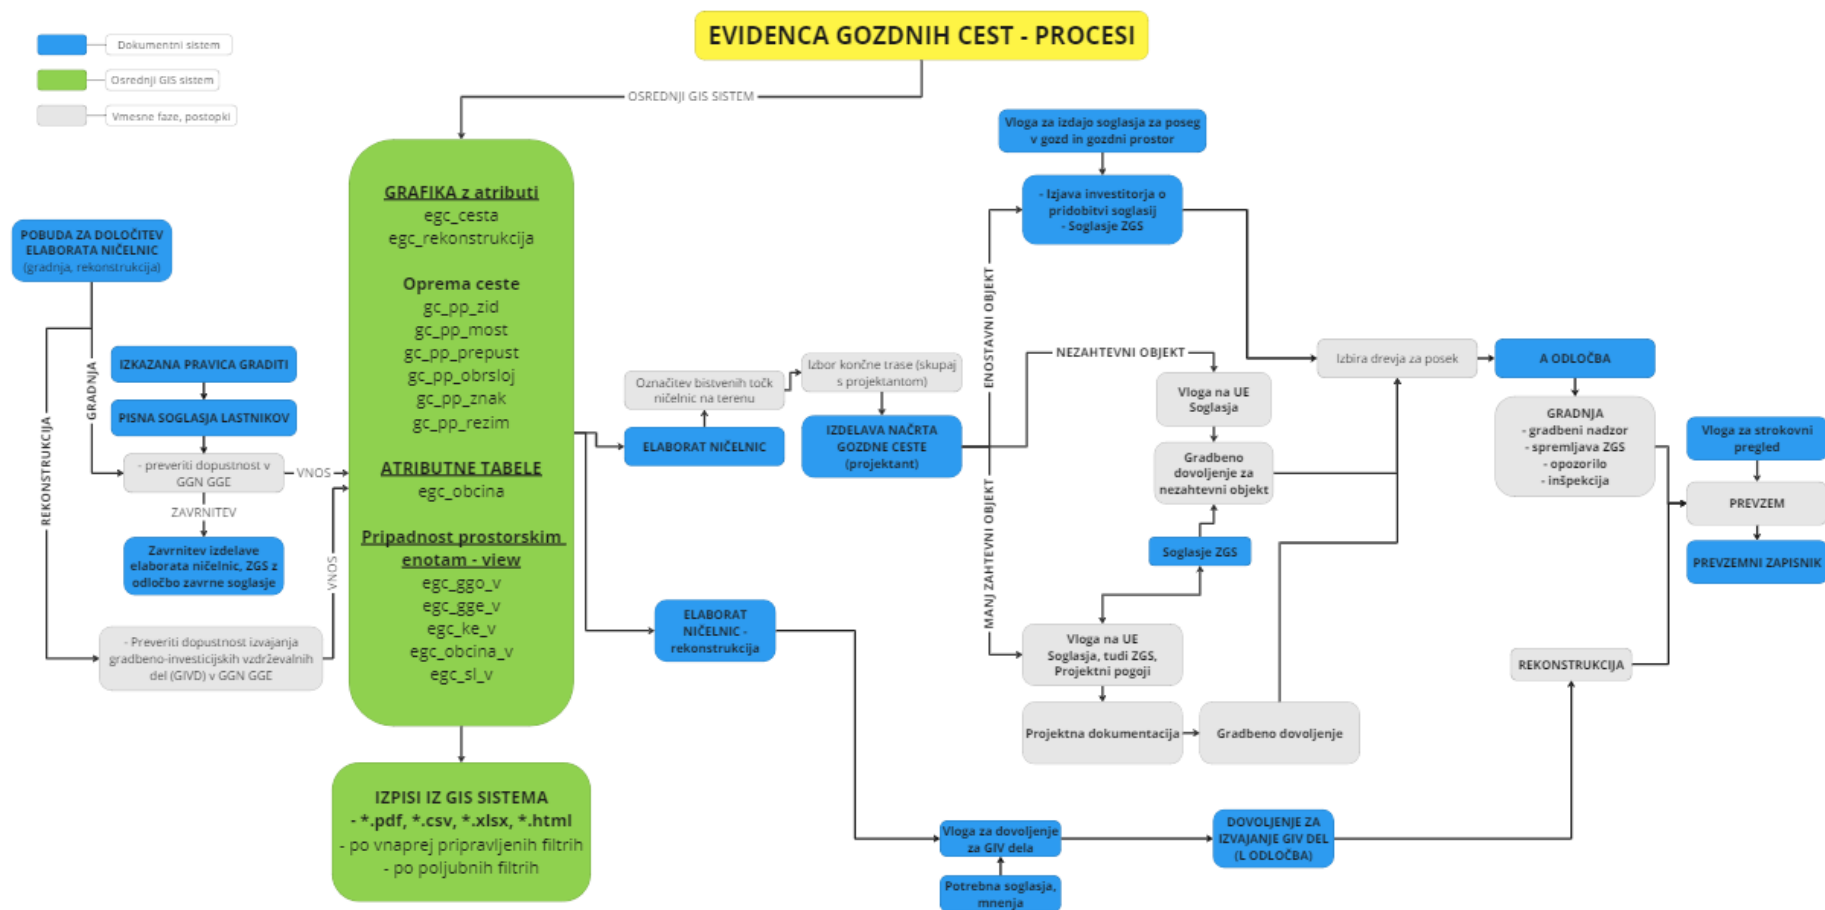 EVIDENCA GOZDNIH CEST - PROCESI
Dokumentni sistem
Osrednji GIS sistem
Vmesne faze, postopki
OSREDNJI GIS SISTEM
POBUDA ZA DOLOČITEV
ELABORATA NIČELNIC
(gradnja, rekonstrukcija)
GRADNJA
REKONSTRUKCIJA
IZKAZANA PRAVICA GRADITI
PISNA SOGLASJA LASTNIKOV
- preveriti dopustnost v
GGN GGE
VNOS
ZAVRNITEV
Zavrnitev izdelave
elaborata ničelnic, ZGS z
odločbo zavrne soglasje
- Preveriti dopustnost izvajanja
gradbeno-investicijskih vzdrževalnih
del (GIVD) v GGN GGE
VNOS
GRAFIKA z atributi
egc_cesta
egc_rekonstrukcija
Oprema ceste
gc_pp_zid
gc_pp_most
gc_pp_prepust
gc_pp_obrsloj
gc_pp_znak
gc_pp_rezim
ATRIBUTNE TABELE
egc_obcina
Pripadnost prostorskim
enotam - view
egc_ggo_v
egc_gge_v
egc_ke_v
egc_obcina_v
egc_sl_v
IZPISI IZ GIS SISTEMA
- *.pdf, *.csv, *.xlsx, *.html
- po vnaprej pripravljenih filtrih
- po poljubnih filtrih
ELABORAT NIČELNIC
Označitev bistvenih točk
ničelnic na terenu
Izbor končne trase (skupaj
s projektantom)
IZDELAVA NAČRTA
GOZDNE CESTE
(projektant)
ENOSTAVNI OBJEKT
NEZAHTEVNI OBJEKT
MANJ ZAHTEVNI OBJEKT
Vloga za izdajo soglasja za poseg
v gozd in gozdni prostor
- Izjava investitorja o
pridobitvi soglasij
- Soglasje ZGS
Vloga na UE
Soglasja
Gradbeno
dovoljenje za
nezahtevni objekt
Soglasje ZGS
Vloga na UE
Soglasja, tudi ZGS,
Projektni pogoji
Projektna dokumentacija
Gradbeno dovoljenje
Izbira drevja za posek
A ODLOČBA
GRADNJA
- gradbeni nadzor
- spremljava ZGS
- opozorilo
- inšpekcija
Vloga za strokovni
pregled
PREVZEM
PREVZEMNI ZAPISNIK
ELABORAT
NIČELNIC -
rekonstrukcija
Vloga za dovoljenje
za GIV dela
Potrebna soglasja,
mnenja
DOVOLJENJE ZA
IZVAJANJE GIV DEL
(L ODLOČBA)
REKONSTRUKCIJA